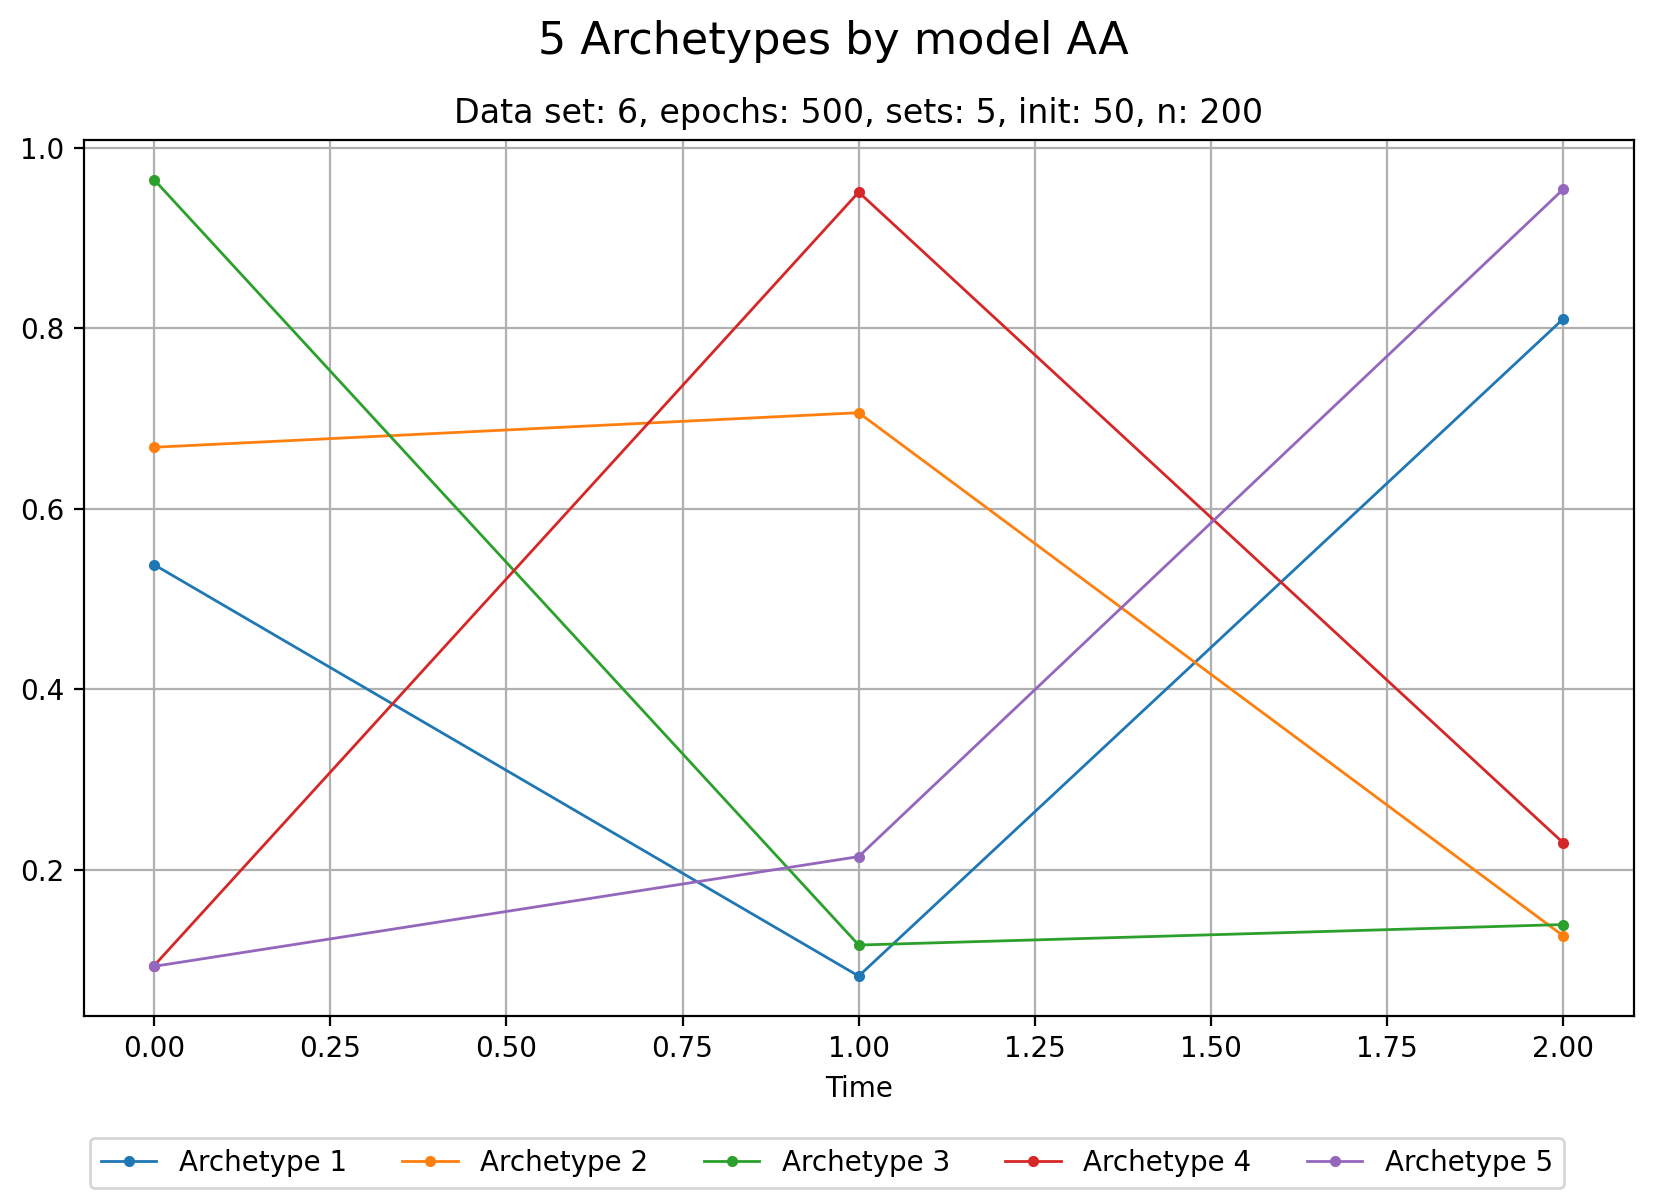 5 Archetypes by model AA
Data set: 6, epochs: 500, sets: 5, init: 50, n: 200
1.0
0.8
0.6
0.4
0.2
0.00 0.25 0.50 0.75 1.00 1.25 1.50 1.75 2.00
Time
Archetype 1 Archetype 2 Archetype 3 Archetype 4 Archetype 5